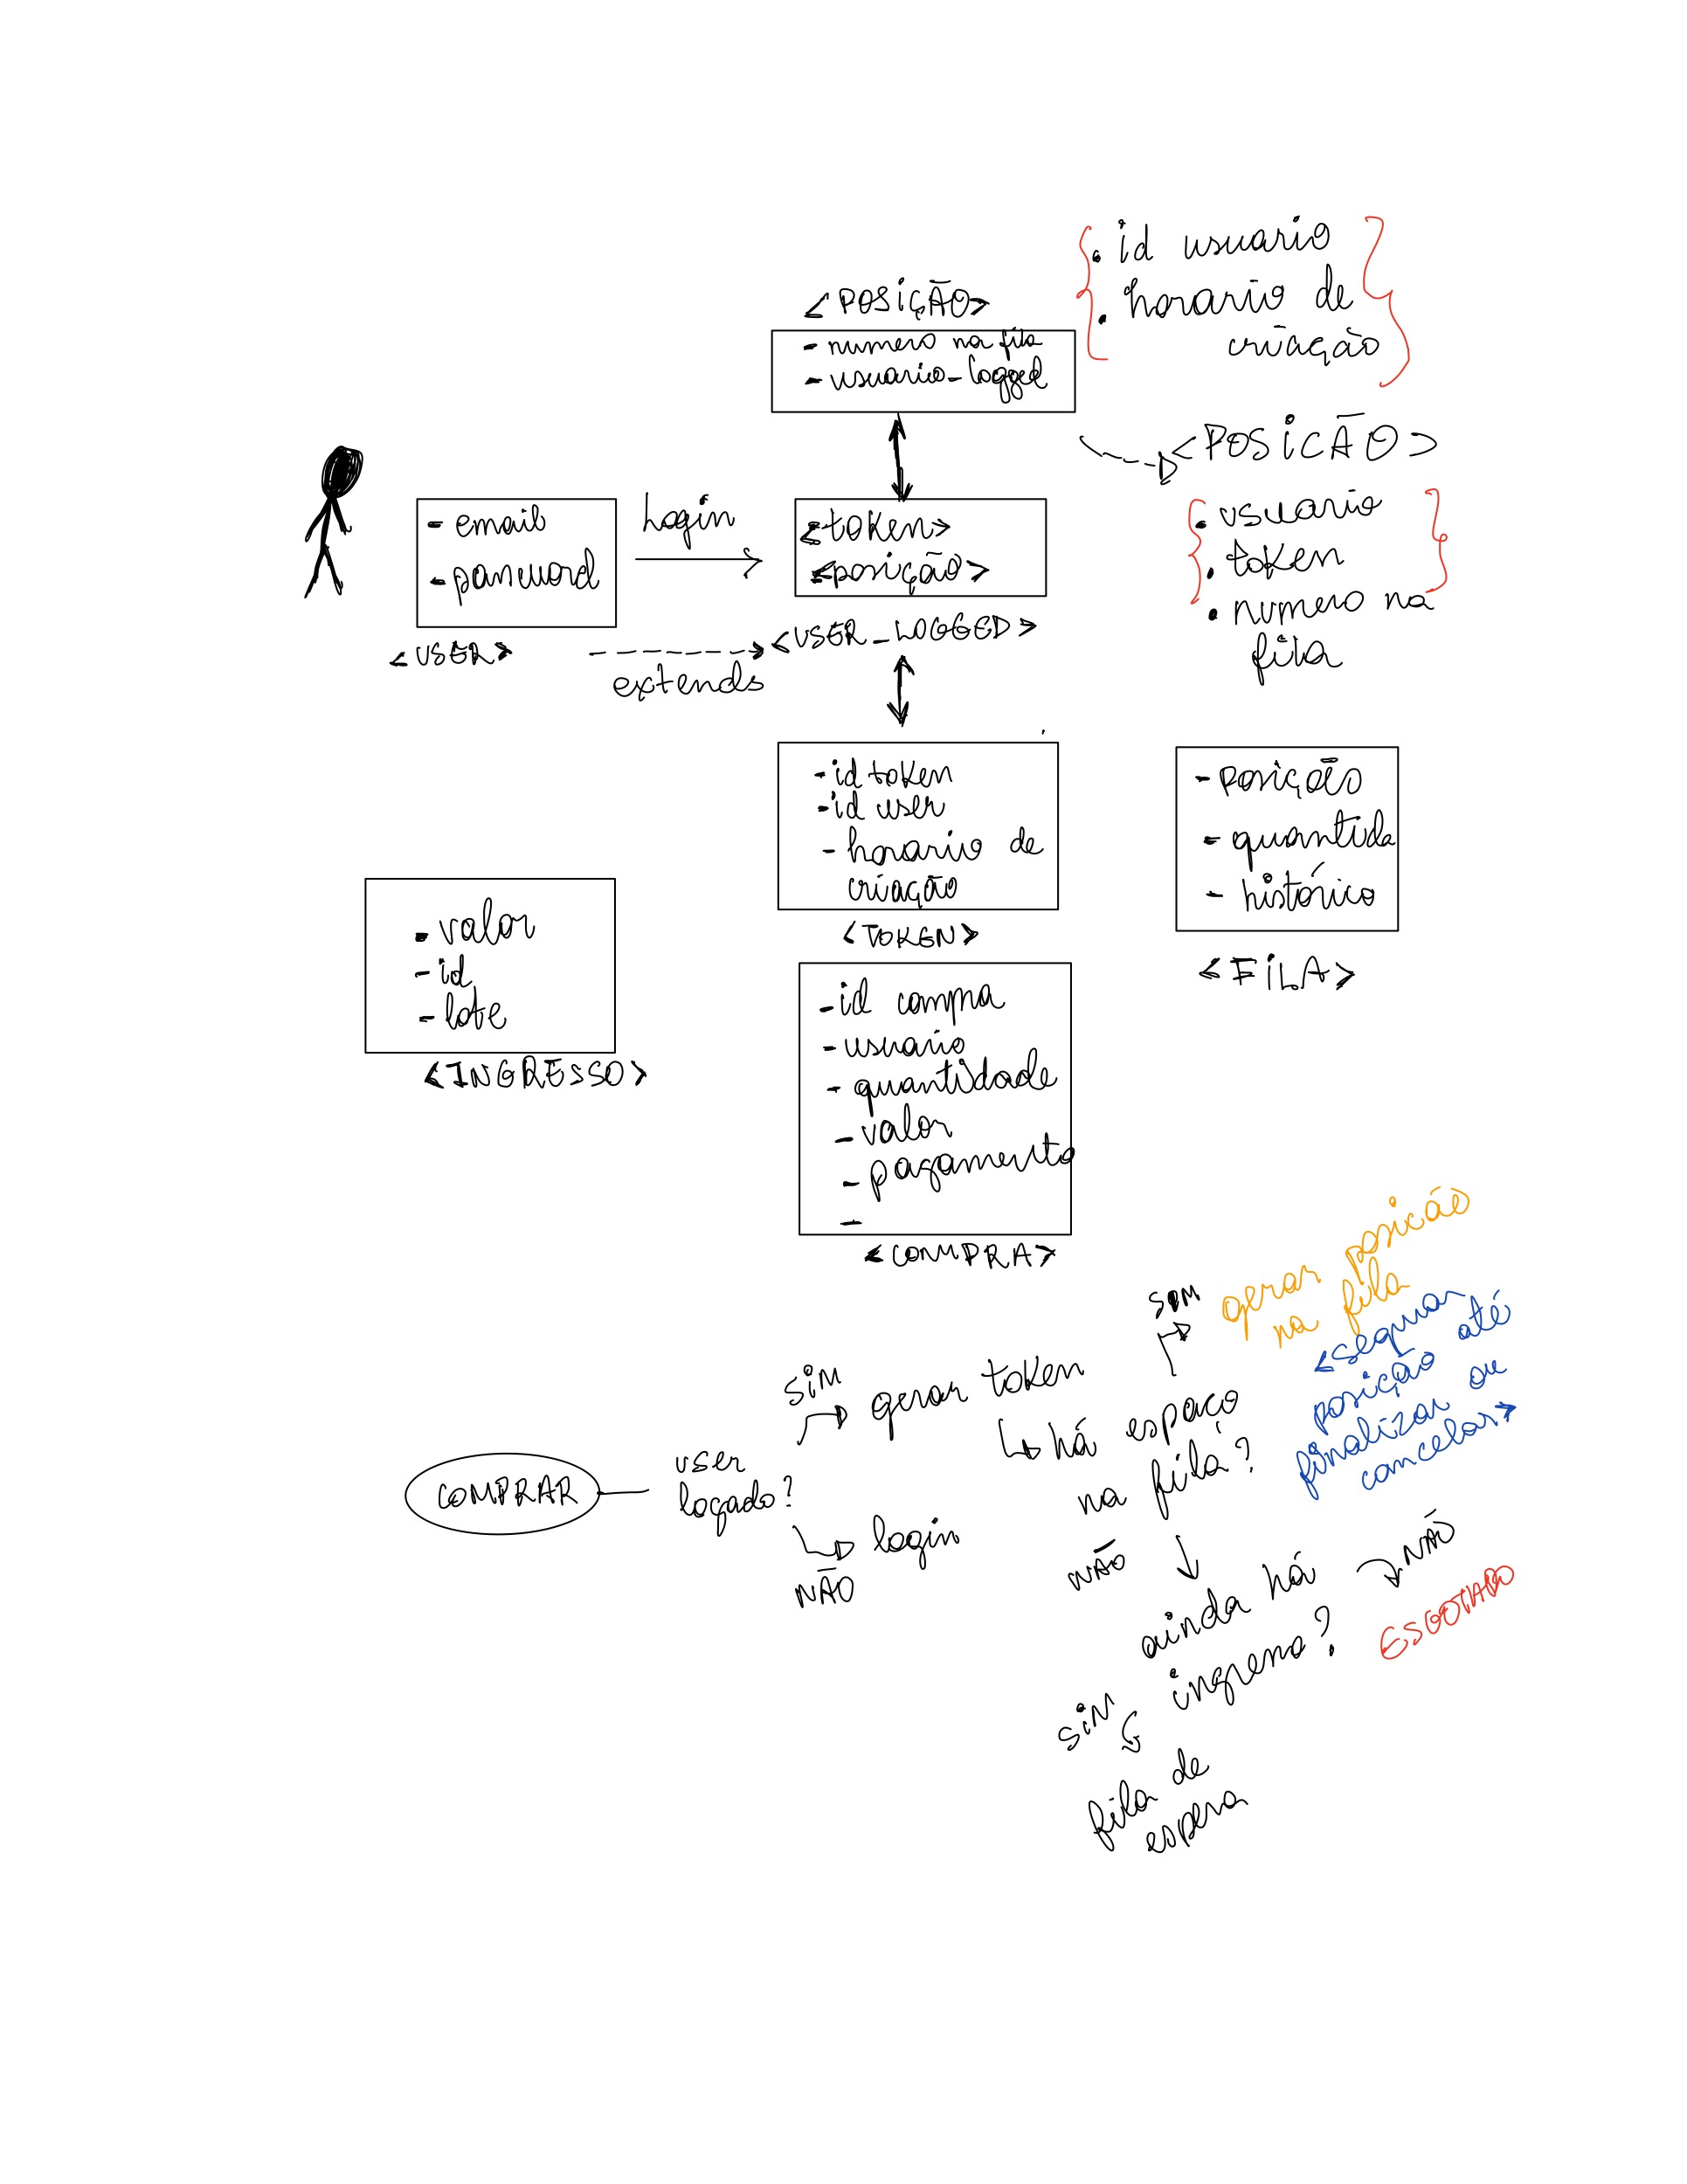 . id usuario
. horario de
criação
<POSIÇÃO>
- numero na fila
- usuario_logged
<POSICÃO>
. usuario
. token
. numero na
fila
- email
- password
<USER>
Login
extends
<token>
<posição>
<USER_LOGGED>
- id token
- id user
- horario de
criação
<TOKEN>
- posição
- quantida
- histórico
<FILA>
- valor
- id
- lote
<INGRESSO>
- id compra
- usuario
- quantidade
- valor
- pagamento
-
<COMPRA>
COMPRAR
user
logado?
SIM
gerar token
NÃO
login
há espaço
na fila?
SIM
gerar posicão
na fila
<segurar
posição até
finalizar ou
cancelar>
NÃO
ainda há
ingresso?
NÃO
ESGOTADO
SIM
fila de
espera